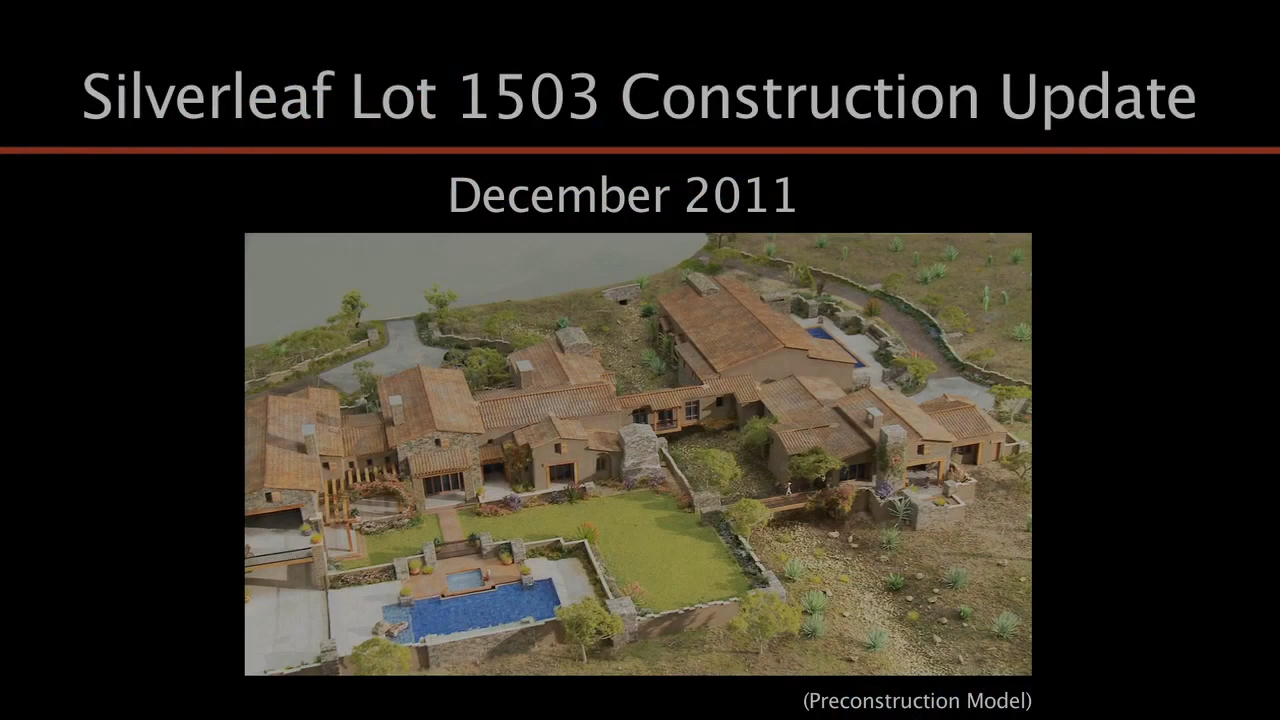 Silverleaf Lot 1503 Construction Update
December 2011
(Preconstruction Model)